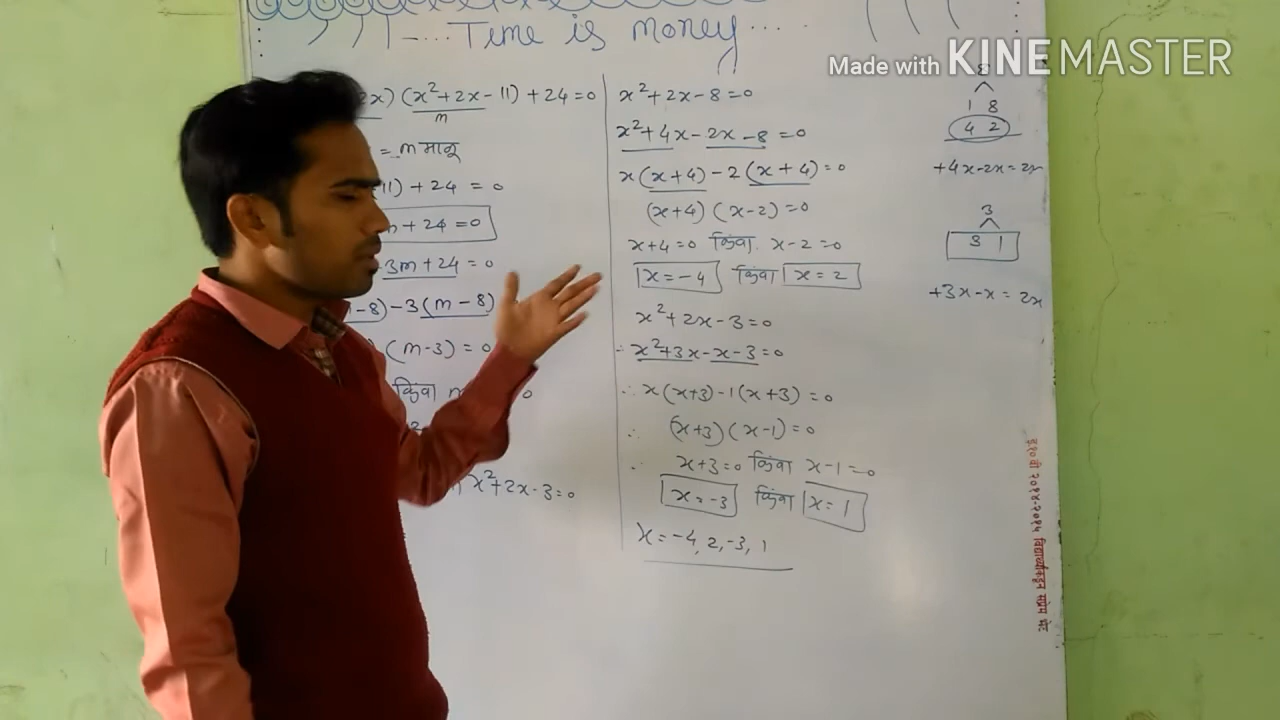 -... Time is money...
Made with KINEMASTER
2x) (x²+2x-11) + 24=0
m
= m मानू
11) + 24 = 0
m + 24 = 0
3m + 24 = 0
-8) -3(m-8)
(m-3) = 0
किंवा
x²+2x-3=0
x²+2x-8=0
x²+4x-2x-8=0
x(x+4)-2(x+4)=0
(x+4)(x-2)=0
x+4=0 किंवा x-2=0
x=-4 किंवा x=2
x²+2x-3=0
∴ x²+3x-x-3=0
∴ x(x+3)-1(x+3)=0
∴ (x+3)(x-1)=0
∴ x+3=0 किंवा x-1=0
x=-3 किंवा x=1
x=-4, 2, -3, 1
8
1 8
4 2
+4x-2x=2x
3
3 1
+3x-x=2x